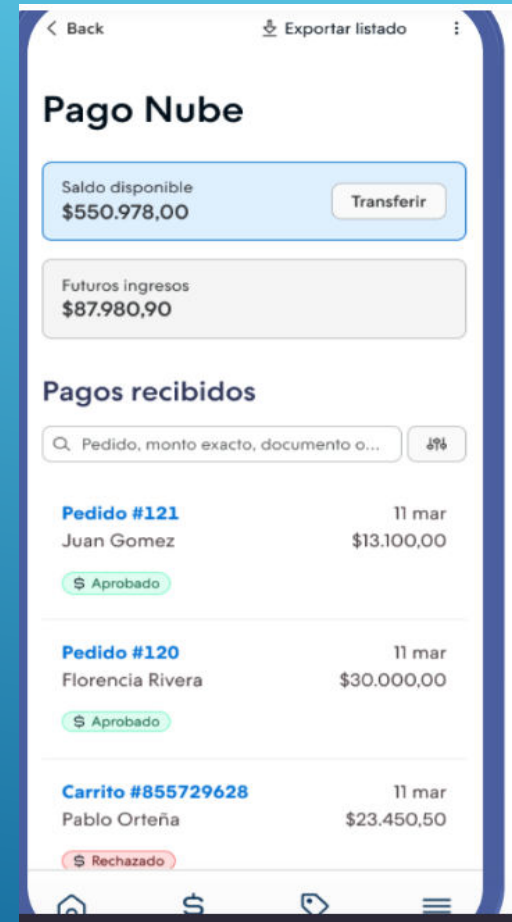 Back
Exportar listado
Pago Nube
Saldo disponible
$550.978,00
Transferir
Futuros ingresos
$87.980,90
Pagos recibidos
Pedido, monto exacto, documento o...
Pedido #121
11 mar
Juan Gomez
$13.100,00
$ Aprobado
Pedido #120
11 mar
Florencia Rivera
$30.000,00
$ Aprobado
Carrito #855729628
11 mar
Pablo Orteña
$23.450,50
$ Rechazado
$